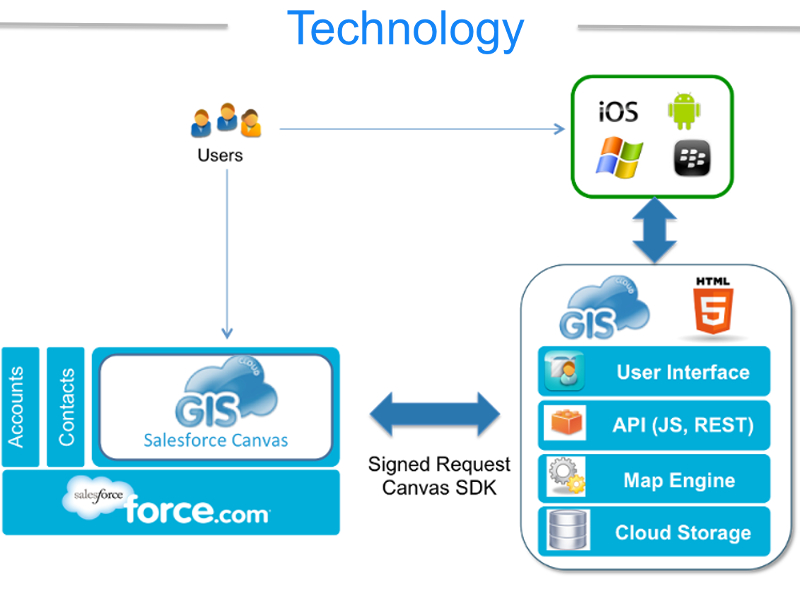 Technology
Users
iOS
CLOUD
GIS
HTML
5
User Interface
API (JS, REST)
Map Engine
Cloud Storage
Accounts
Contacts
CLOUD
GIS
Salesforce Canvas
Signed Request
Canvas SDK
salesforce
force.com